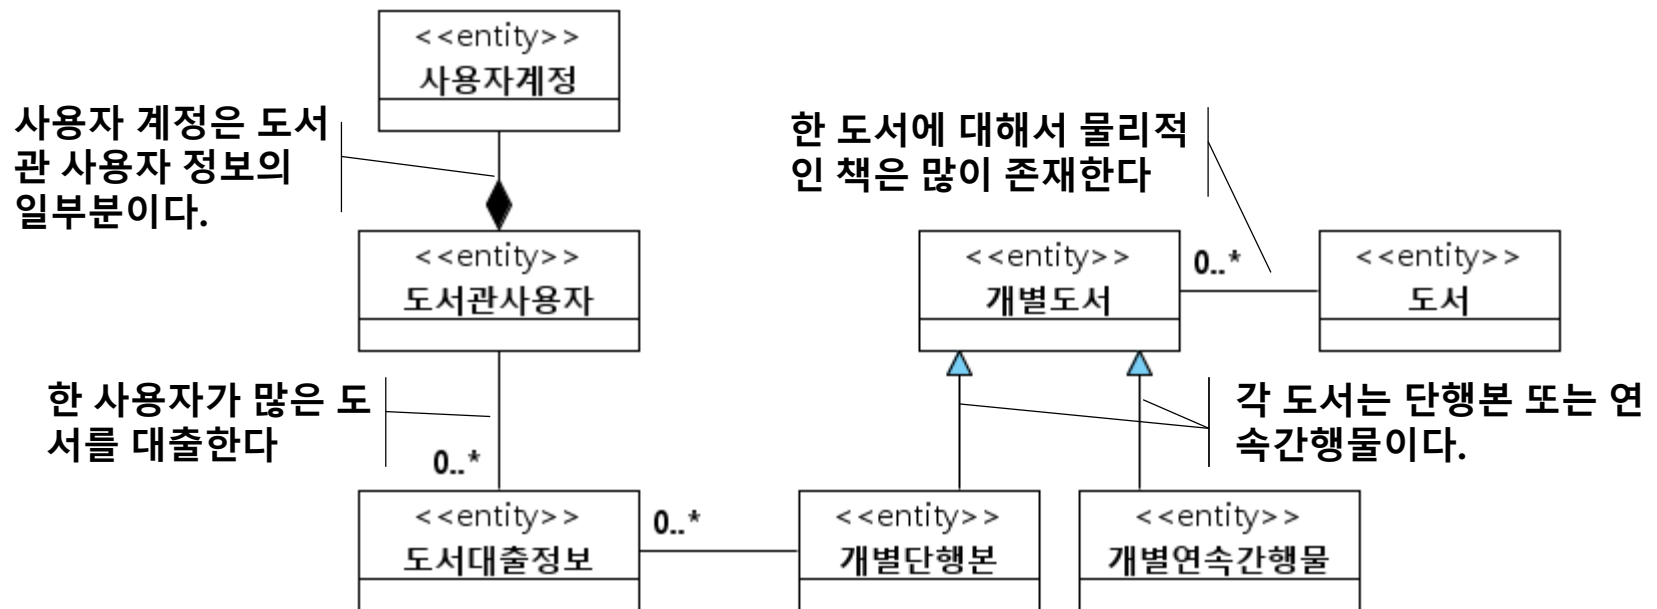 <<entity>>
사용자계정
사용자 계정은 도서
관 사용자 정보의
일부분이다.
한 도서에 대해서 물리적
인 책은 많이 존재한다
<<entity>>
도서관사용자
<<entity>>
개별도서
0..*
<<entity>>
도서
한 사용자가 많은 도
서를 대출한다
0..*
각 도서는 단행본 또는 연
속간행물이다.
<<entity>>
도서대출정보
0..*
<<entity>>
개별단행본
<<entity>>
개별연속간행물